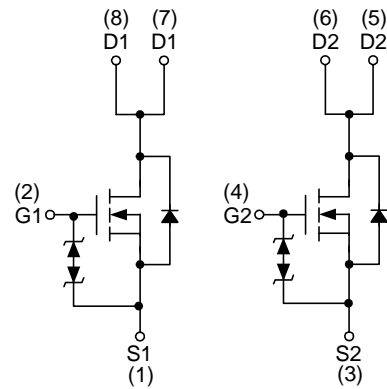 (8) (7) (6) (5)
D1 D1 D2 D2
(2) (4)
G1 G2
S1 S2
(1) (3)